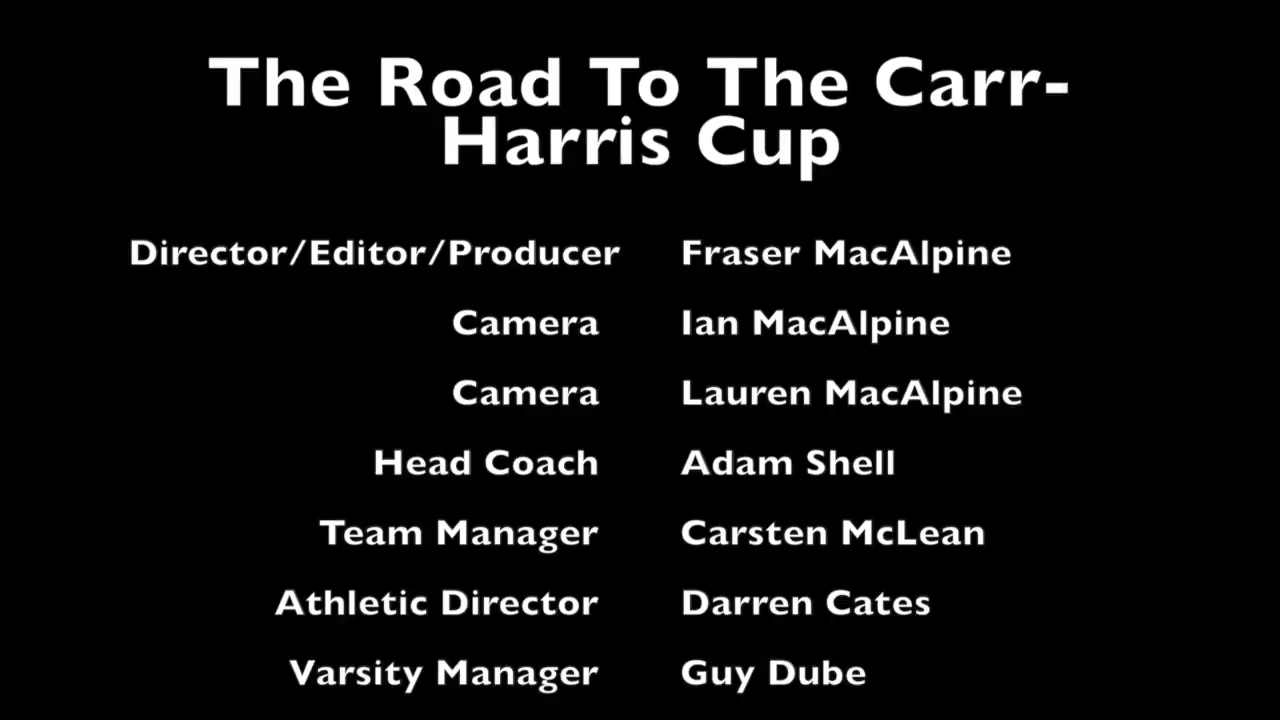 The Road To The Carr-
Harris Cup
Director/Editor/Producer Fraser MacAlpine
Camera Ian MacAlpine
Camera Lauren MacAlpine
Head Coach Adam Shell
Team Manager Carsten McLean
Athletic Director Darren Cates
Varsity Manager Guy Dube